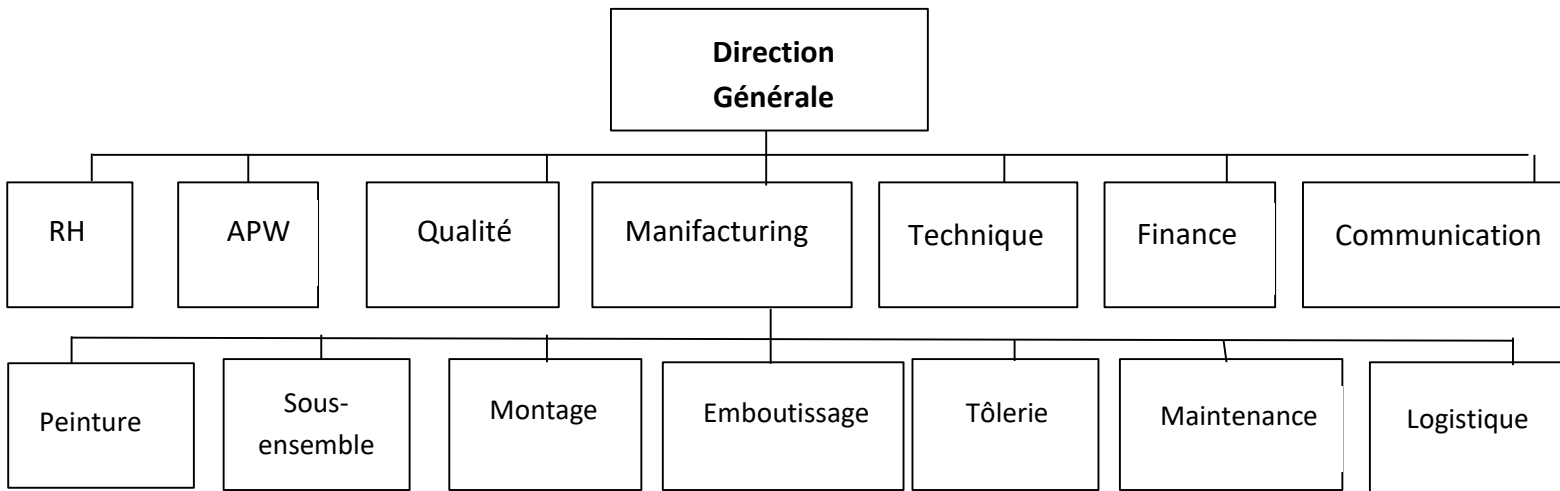 Direction
Générale
RH
APW
Qualité
Manifacturing
Technique
Finance
Communication
Peinture
Sous-
ensemble
Montage
Emboutissage
Tôlerie
Maintenance
Logistique